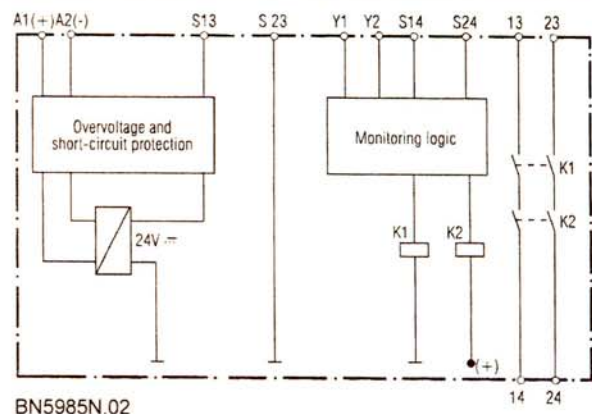 A1(+) A2(-) S13 S 23 Y1 Y2 S14 S24 13 23
Overvoltage and
short-circuit protection
Monitoring logic
K1
K2
24V ⎓
K1 K2
(+)
14 24
BN5985N.02